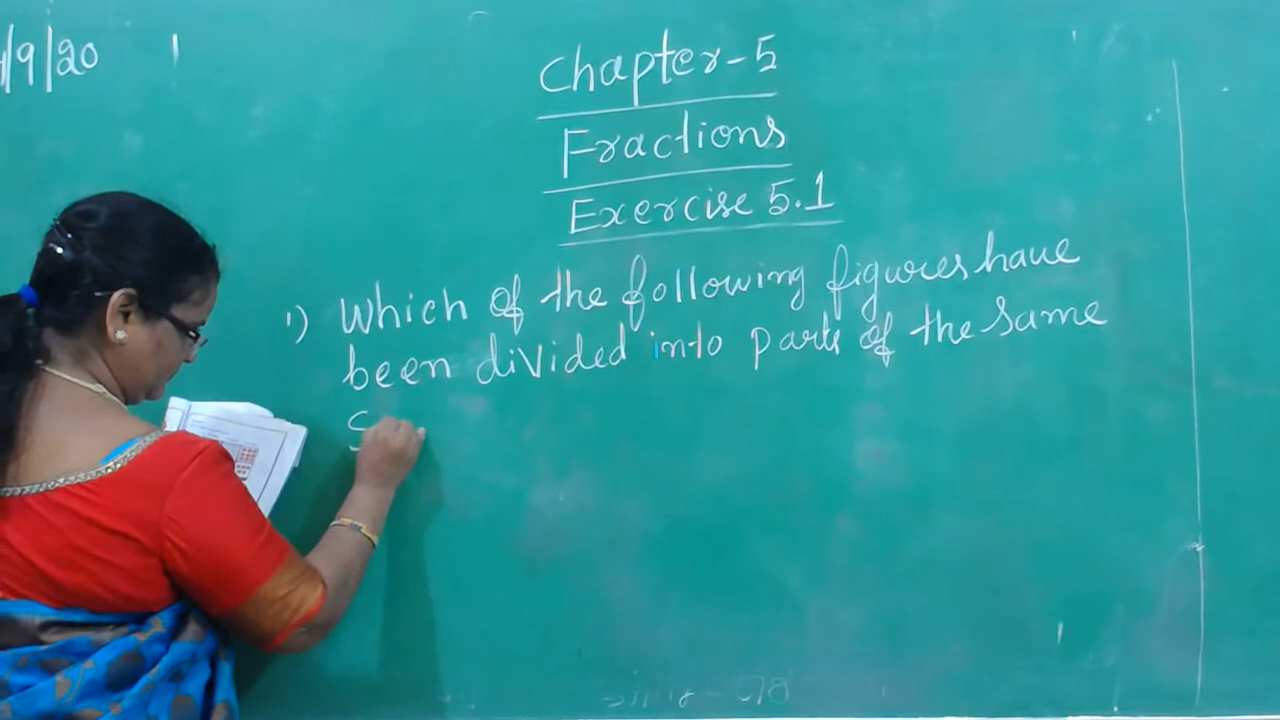 /9/20
Chapter-5
Fractions
Exercise 5.1
1) Which of the following figures have
been divided into parts of the same
S